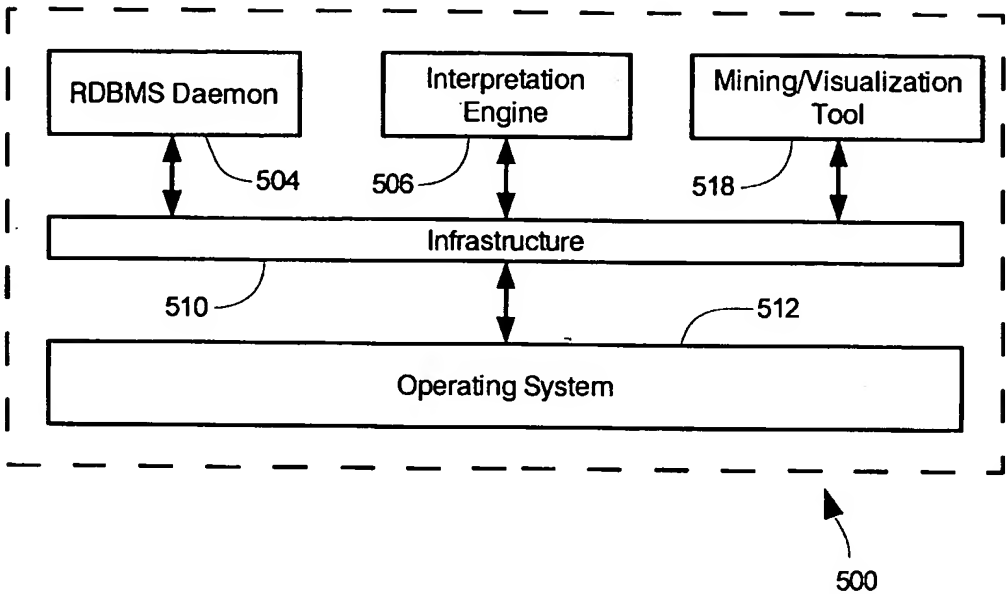 RDBMS Daemon
Interpretation
Engine
Mining/Visualization
Tool
504
506
518
Infrastructure
510
512
Operating System
500